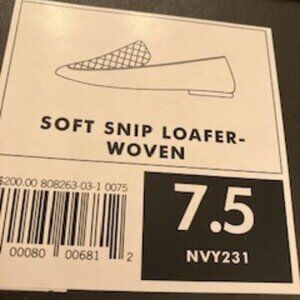 SOFT SNIP LOAFER-
WOVEN
$200.00 808263-03-1 0075
00080 00681 2
7.5
NVY231